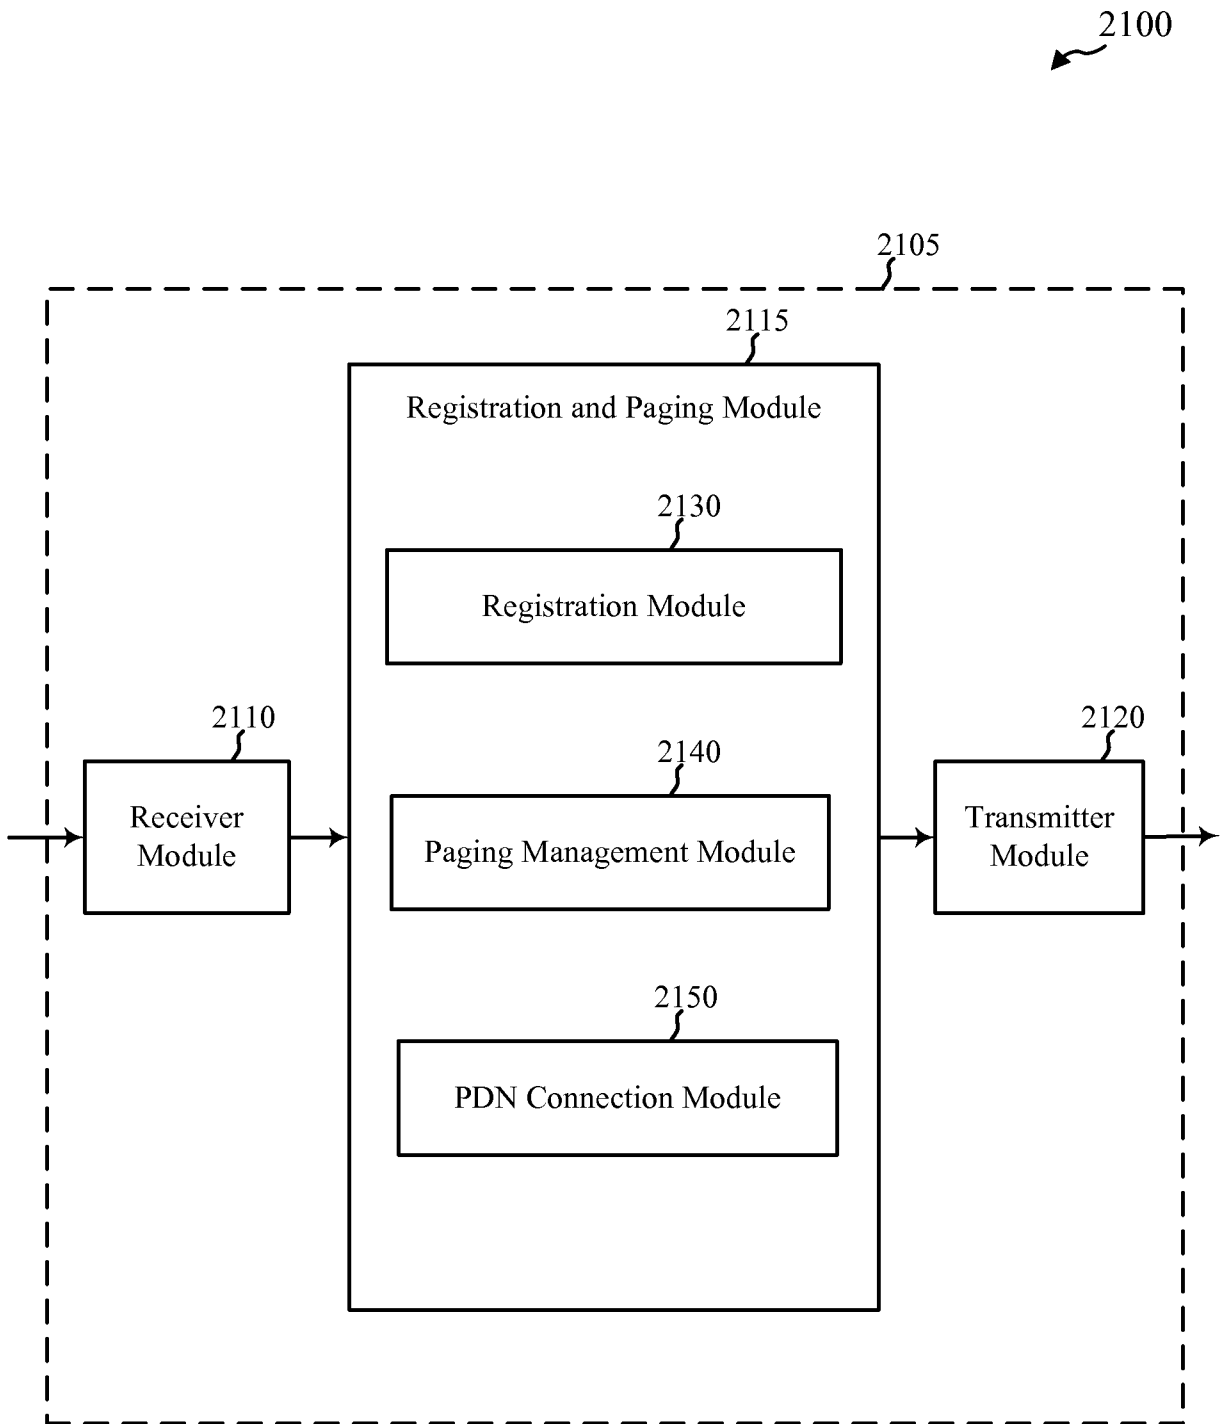 2100
2105
2115
Registration and Paging Module
2130
Registration Module
2110
Receiver
Module
2140
Paging Management Module
2120
Transmitter
Module
2150
PDN Connection Module